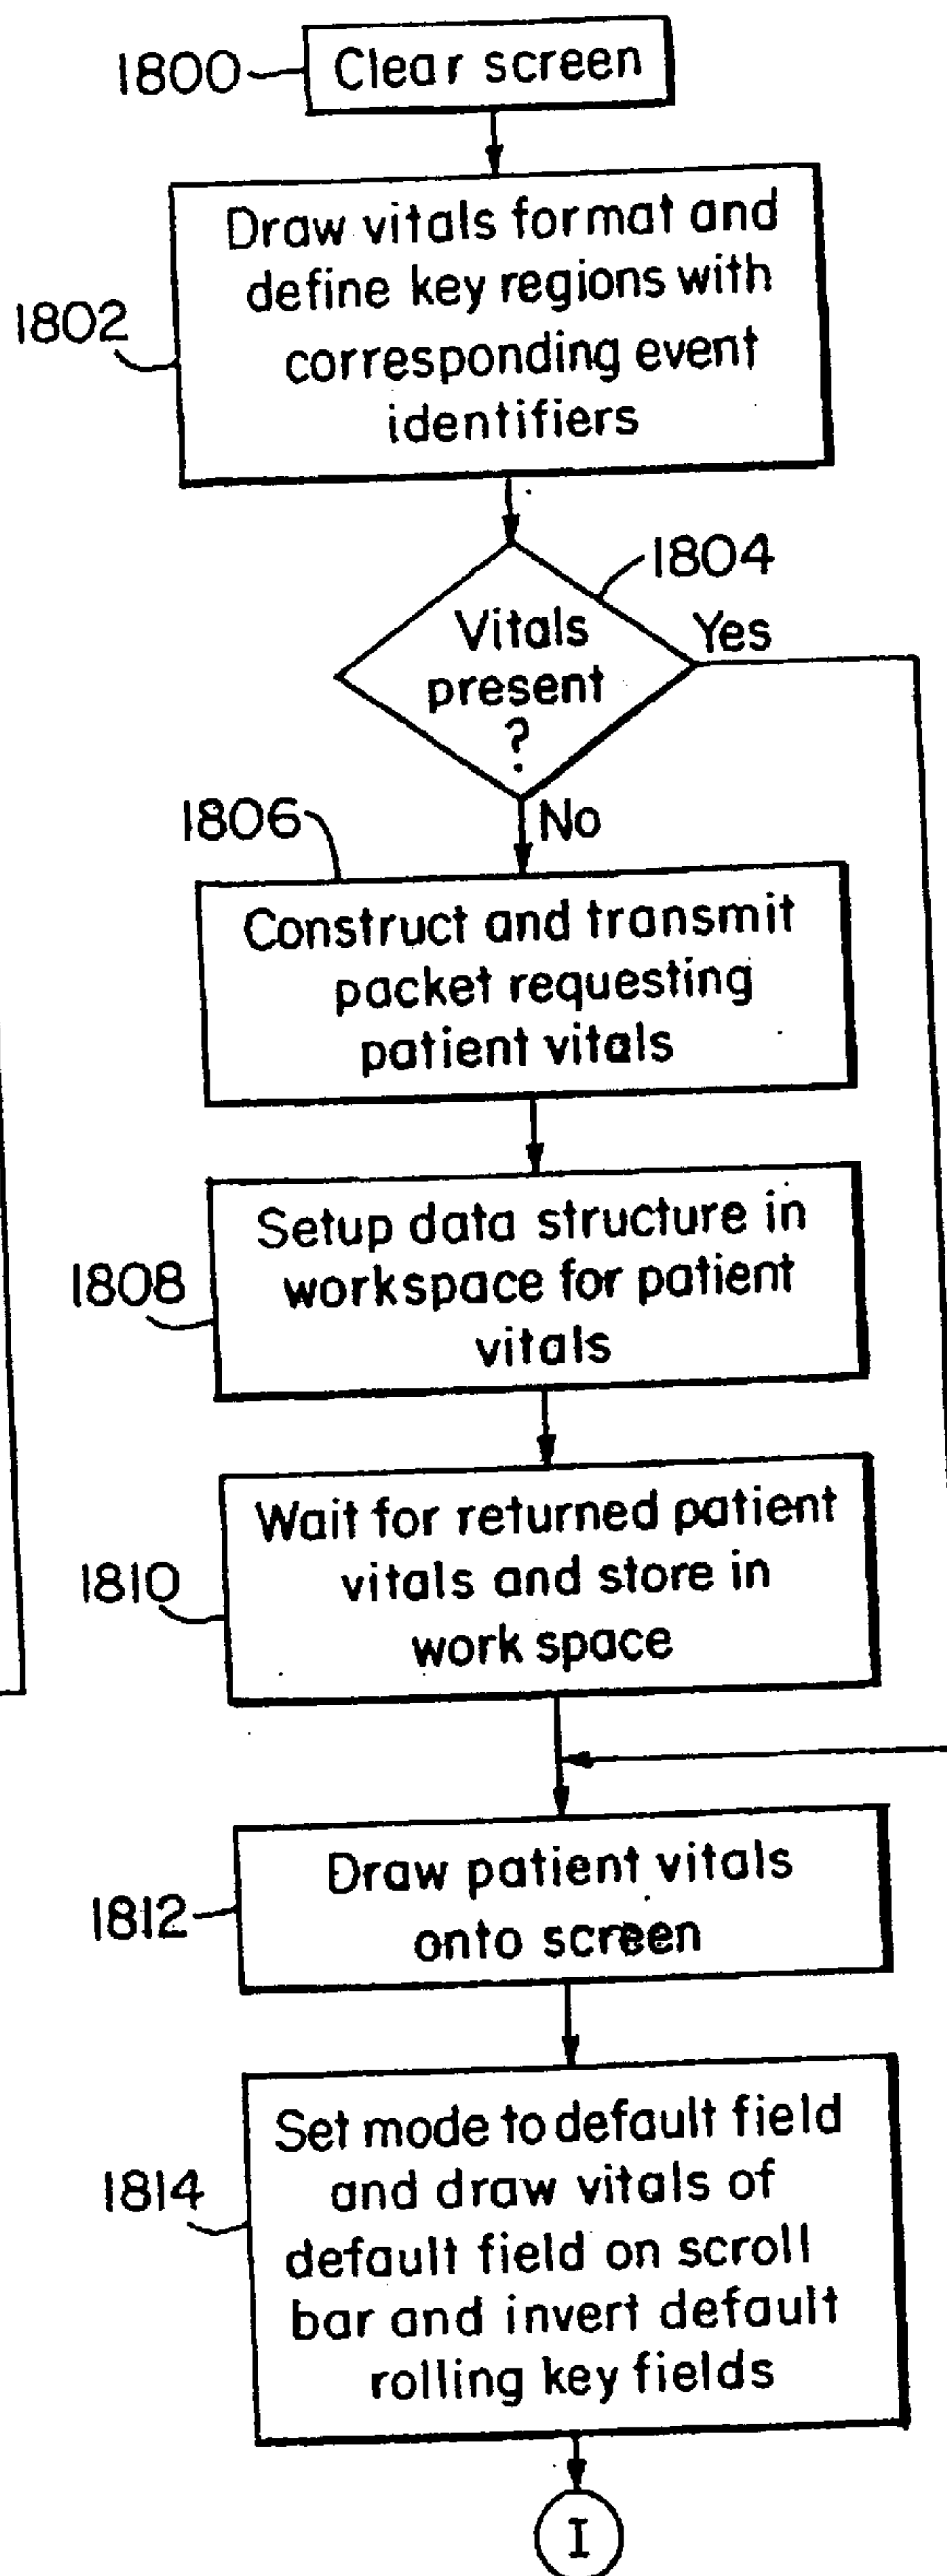 1800
Clear screen
1802
Draw vitals format and
define key regions with
corresponding event
identifiers
1804
Vitals
present
?
Yes
No
1806
Construct and transmit
packet requesting
patient vitals
1808
Setup data structure in
workspace for patient
vitals
1810
Wait for returned patient
vitals and store in
work space
1812
Draw patient vitals
onto screen
1814
Set mode to default field
and draw vitals of
default field on scroll
bar and invert default
rolling key fields
I